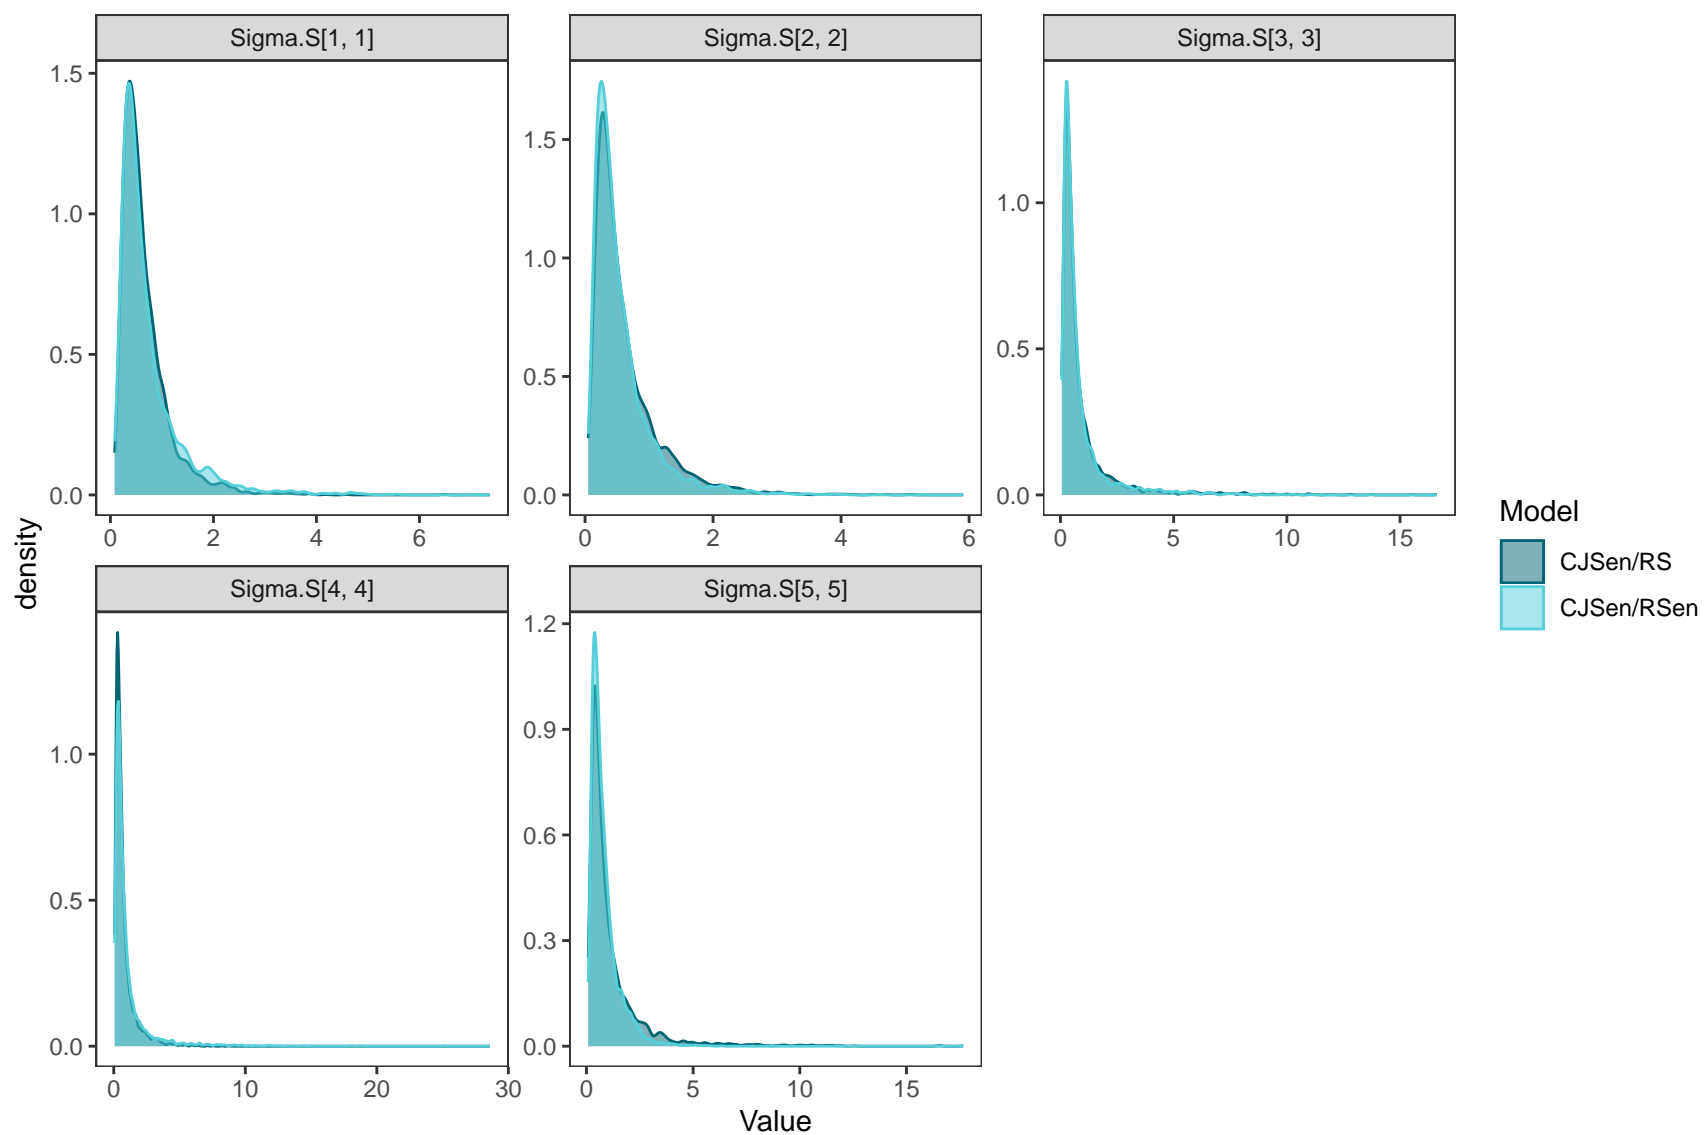 Sigma.S[1, 1]
Sigma.S[2, 2]
Sigma.S[3, 3]
1.5
1.0
0.5
0.0
1.5
1.0
0.5
0.0
1.0
0.5
0.0
0 2 4 6
0 2 4 6
0 5 10 15
Sigma.S[4, 4]
Sigma.S[5, 5]
1.0
0.5
0.0
1.2
0.9
0.6
0.3
0.0
0 10 20 30
0 5 10 15
density
Value
Model
CJSen/RS
CJSen/RSen